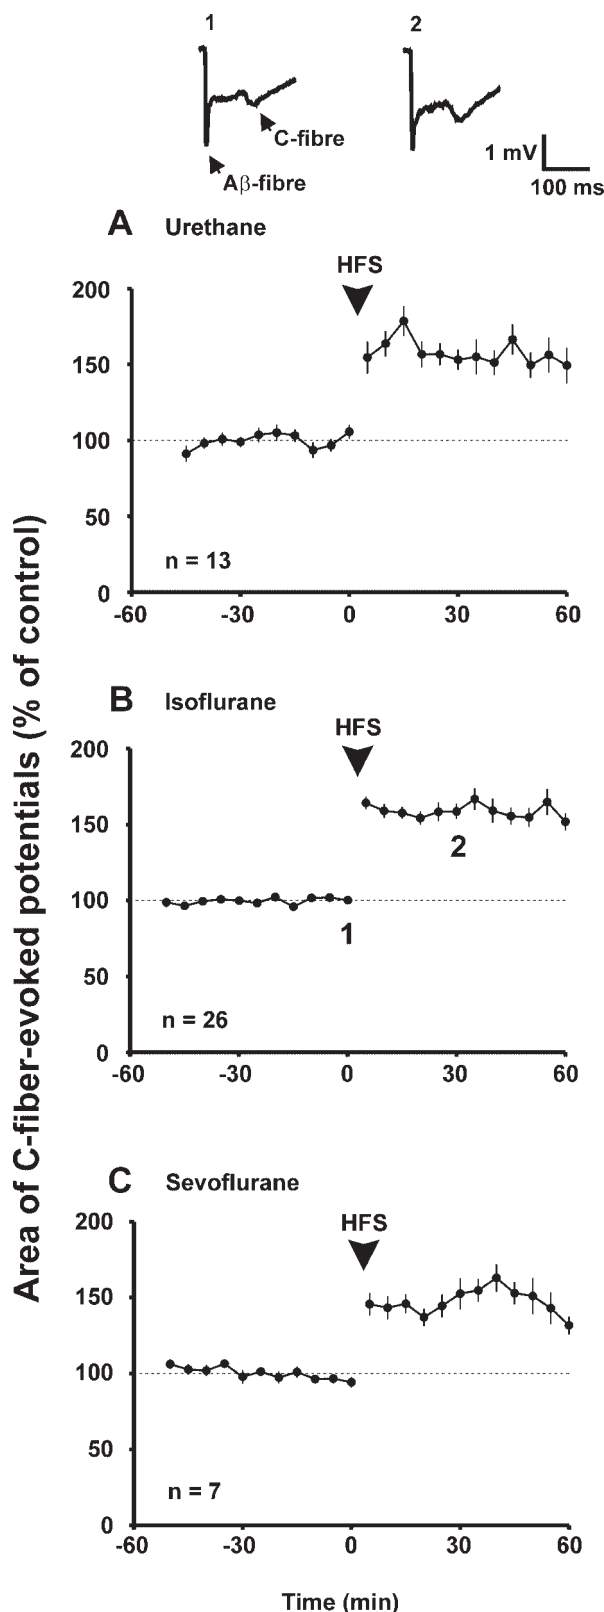 1 2
C-fibre
Aβ-fibre
1 mV
100 ms
A Urethane
HFS
200
150
100
50
0
n = 13
-60 -30 0 30 60
B Isoflurane
HFS
200
150
100
50
0
2
1
n = 26
-60 -30 0 30 60
C Sevoflurane
HFS
200
150
100
50
0
n = 7
-60 -30 0 30 60
Time (min)
Area of C-fiber-evoked potentials (% of control)